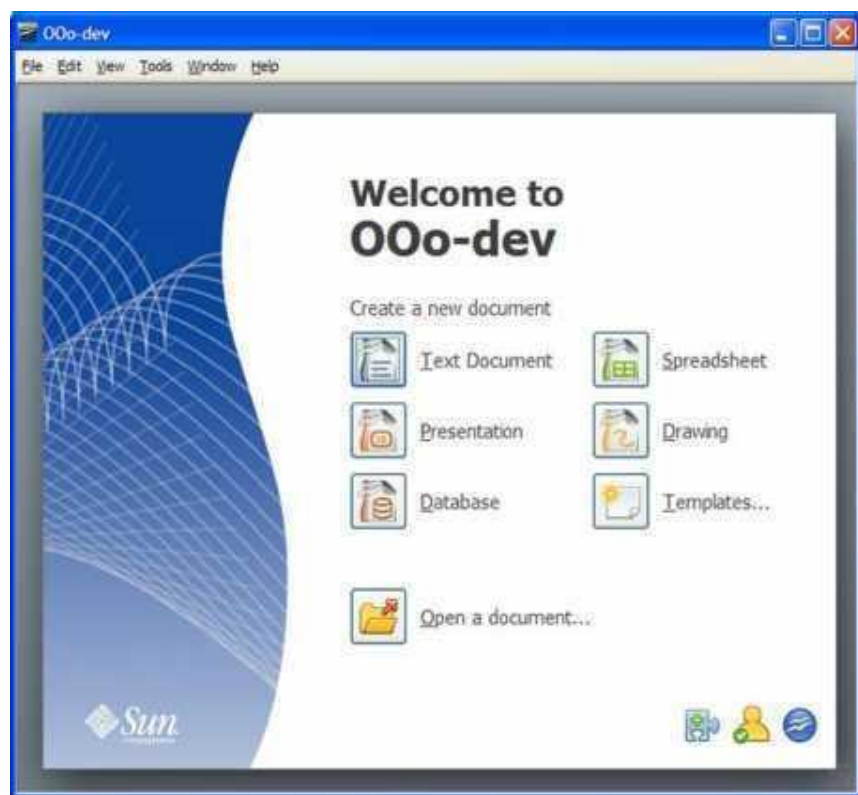 OOo-dev
File Edit View Tools Window Help
Welcome to
OOo-dev
Create a new document
Text Document Spreadsheet
Presentation Drawing
Database Templates...
Open a document...
Sun